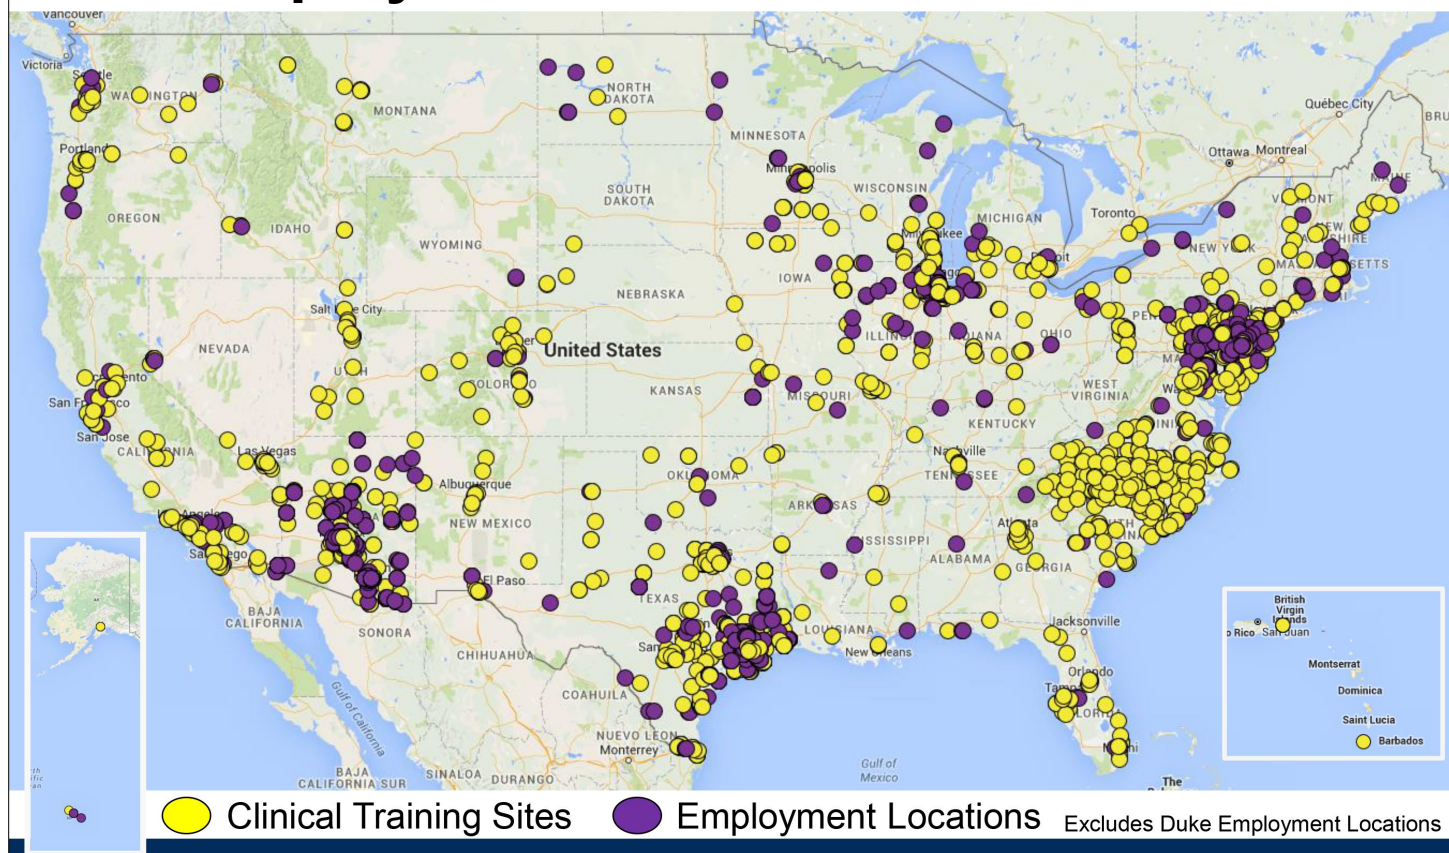 Vancouver
Victoria
Seattle
WASHINGTON
MONTANA
NORTH
DAKOTA
MINNESOTA
Québec City
Ottawa
Montreal
MAINE
Portland
OREGON
IDAHO
WYOMING
SOUTH
DAKOTA
Minneapolis
WISCONSIN
MICHIGAN
Toronto
VERMONT
NEW YORK
Milwaukee
IOWA
NEBRASKA
Salt Lake City
NEVADA
United States
ILLINOIS
INDIANA
OHIO
COLORADO
KANSAS
MISSOURI
WEST
VIRGINIA
KENTUCKY
Sacramento
San Francisco
San Jose
CALIFORNIA
Las Vegas
Albuquerque
NEW MEXICO
OKLAHOMA
ARKANSAS
Nashville
TENNESSEE
MISSISSIPPI
ALABAMA
Atlanta
GEORGIA
Los Angeles
San Diego
El Paso
TEXAS
LOUISIANA
New Orleans
Jacksonville
Orlando
Tampa
FLORIDA
Miami
BAJA
CALIFORNIA
SONORA
CHIHUAHUA
COAHUILA
NUEVO LEON
Monterrey
Gulf of California
BAJA
CALIFORNIA SUR
SINALOA
DURANGO
Gulf of
Mexico
The
British
Virgin
Islands
o Rico
San Juan
Montserrat
Dominica
Saint Lucia
Barbados
Clinical Training Sites
Employment Locations
Excludes Duke Employment Locations